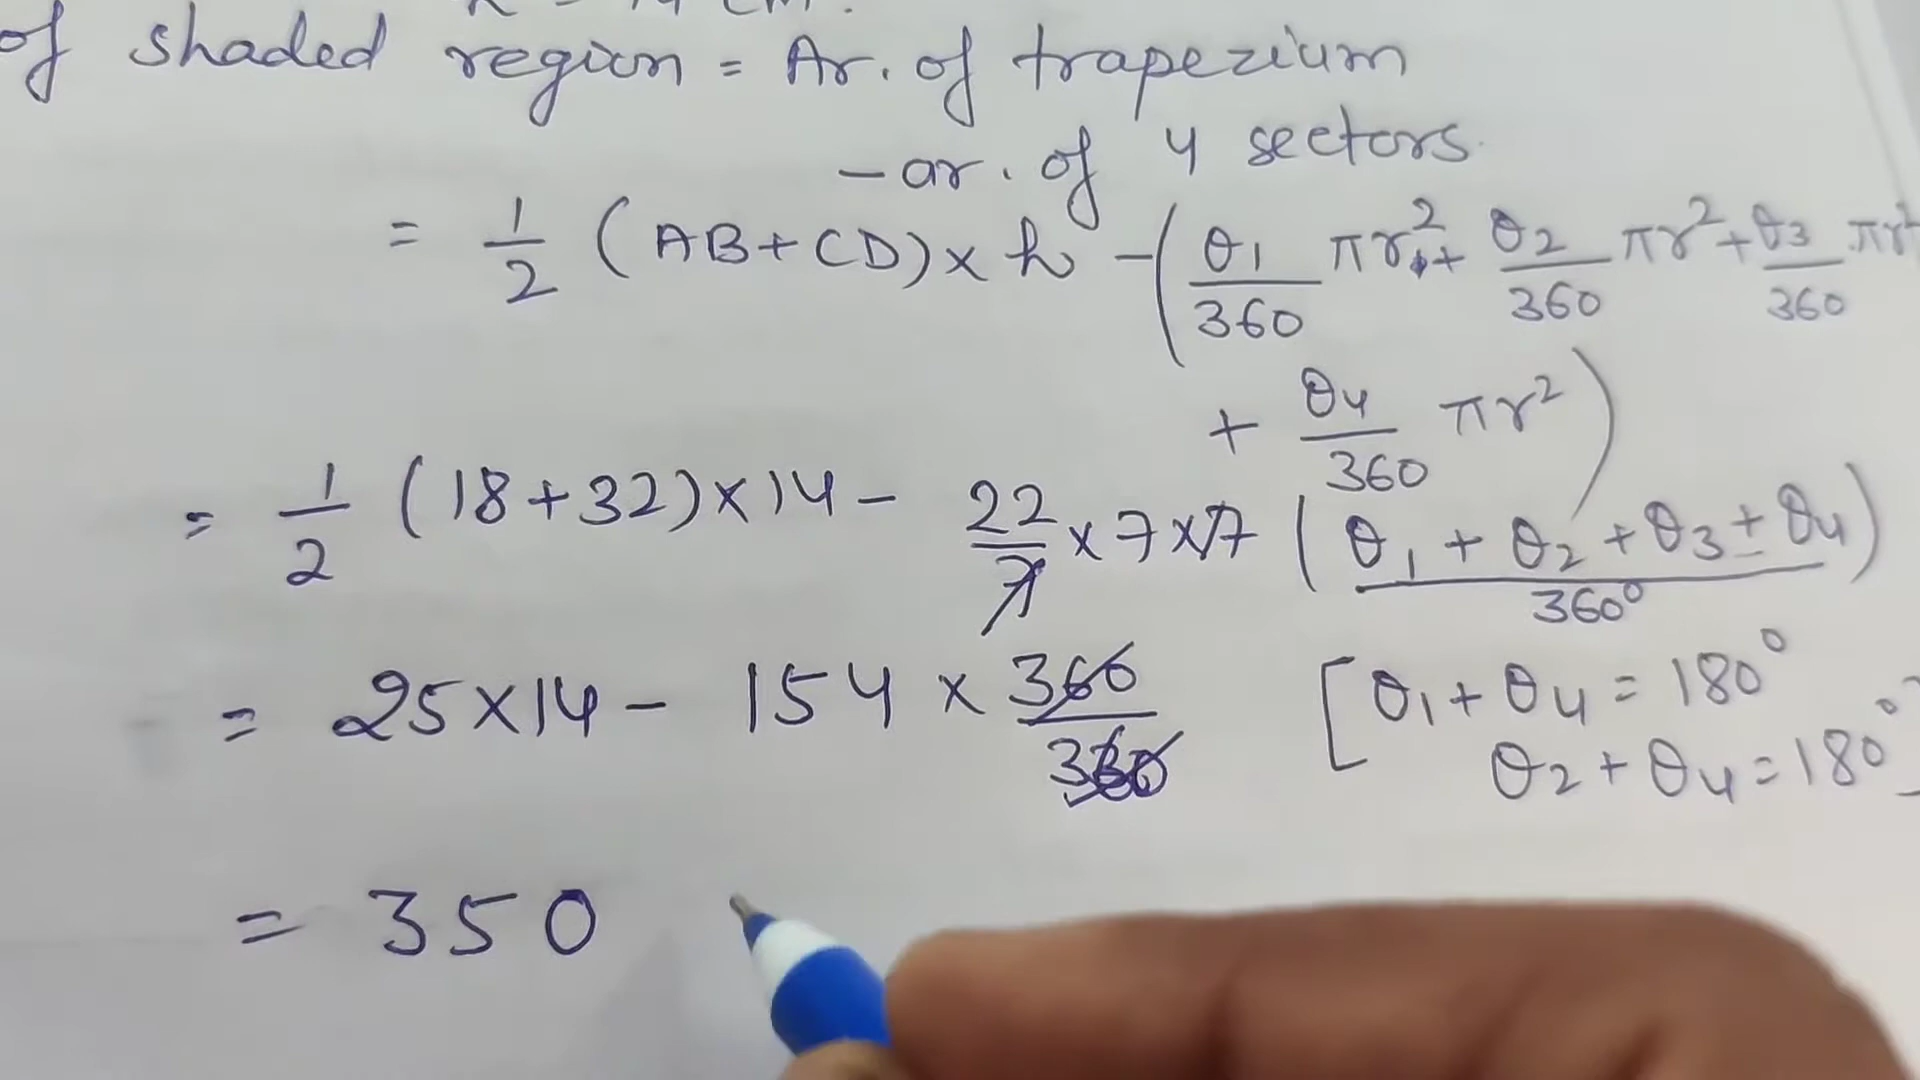 = 14 cm.
of shaded region = Ar. of trapezium
- ar. of 4 sectors.
= 1/2 (AB+CD) × h - (θ1/360 πr² + θ2/360 πr² + θ3/360 πr²
+ θ4/360 πr²)
= 1/2 (18+32) × 14 - 22/7 × 7 × 7 (θ1 + θ2 + θ3 + θ4)/360°
= 25 × 14 - 154 × 360/360 [θ1 + θ4 = 180°
θ2 + θ4 = 180°]
= 350